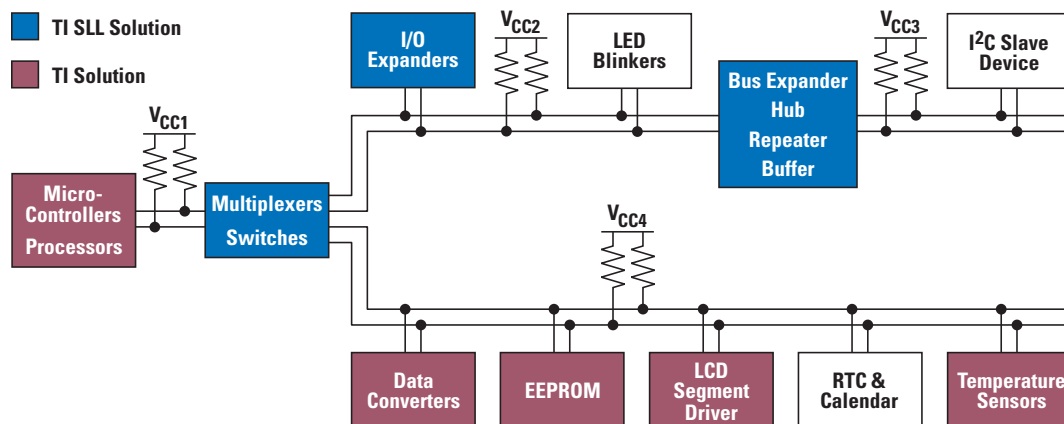 TI SLL Solution
TI Solution
I/O
Expanders
VCC2
LED
Blinkers
Bus Expander
Hub
Repeater
Buffer
VCC3
I²C Slave
Device
VCC1
Micro-
Controllers
Processors
Multiplexers
Switches
VCC4
Data
Converters
EEPROM
LCD
Segment
Driver
RTC &
Calendar
Temperature
Sensors